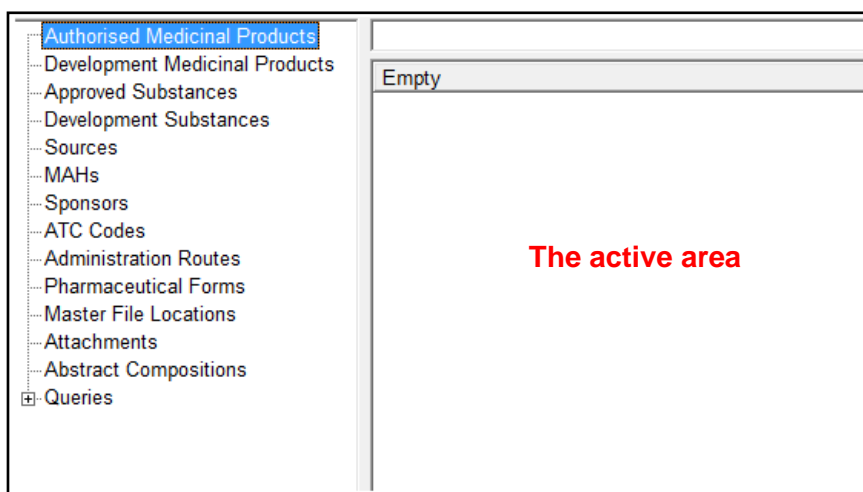 Authorised Medicinal Products
Development Medicinal Products
Approved Substances
Development Substances
Sources
MAHs
Sponsors
ATC Codes
Administration Routes
Pharmaceutical Forms
Master File Locations
Attachments
Abstract Compositions
Queries
Empty
The active area